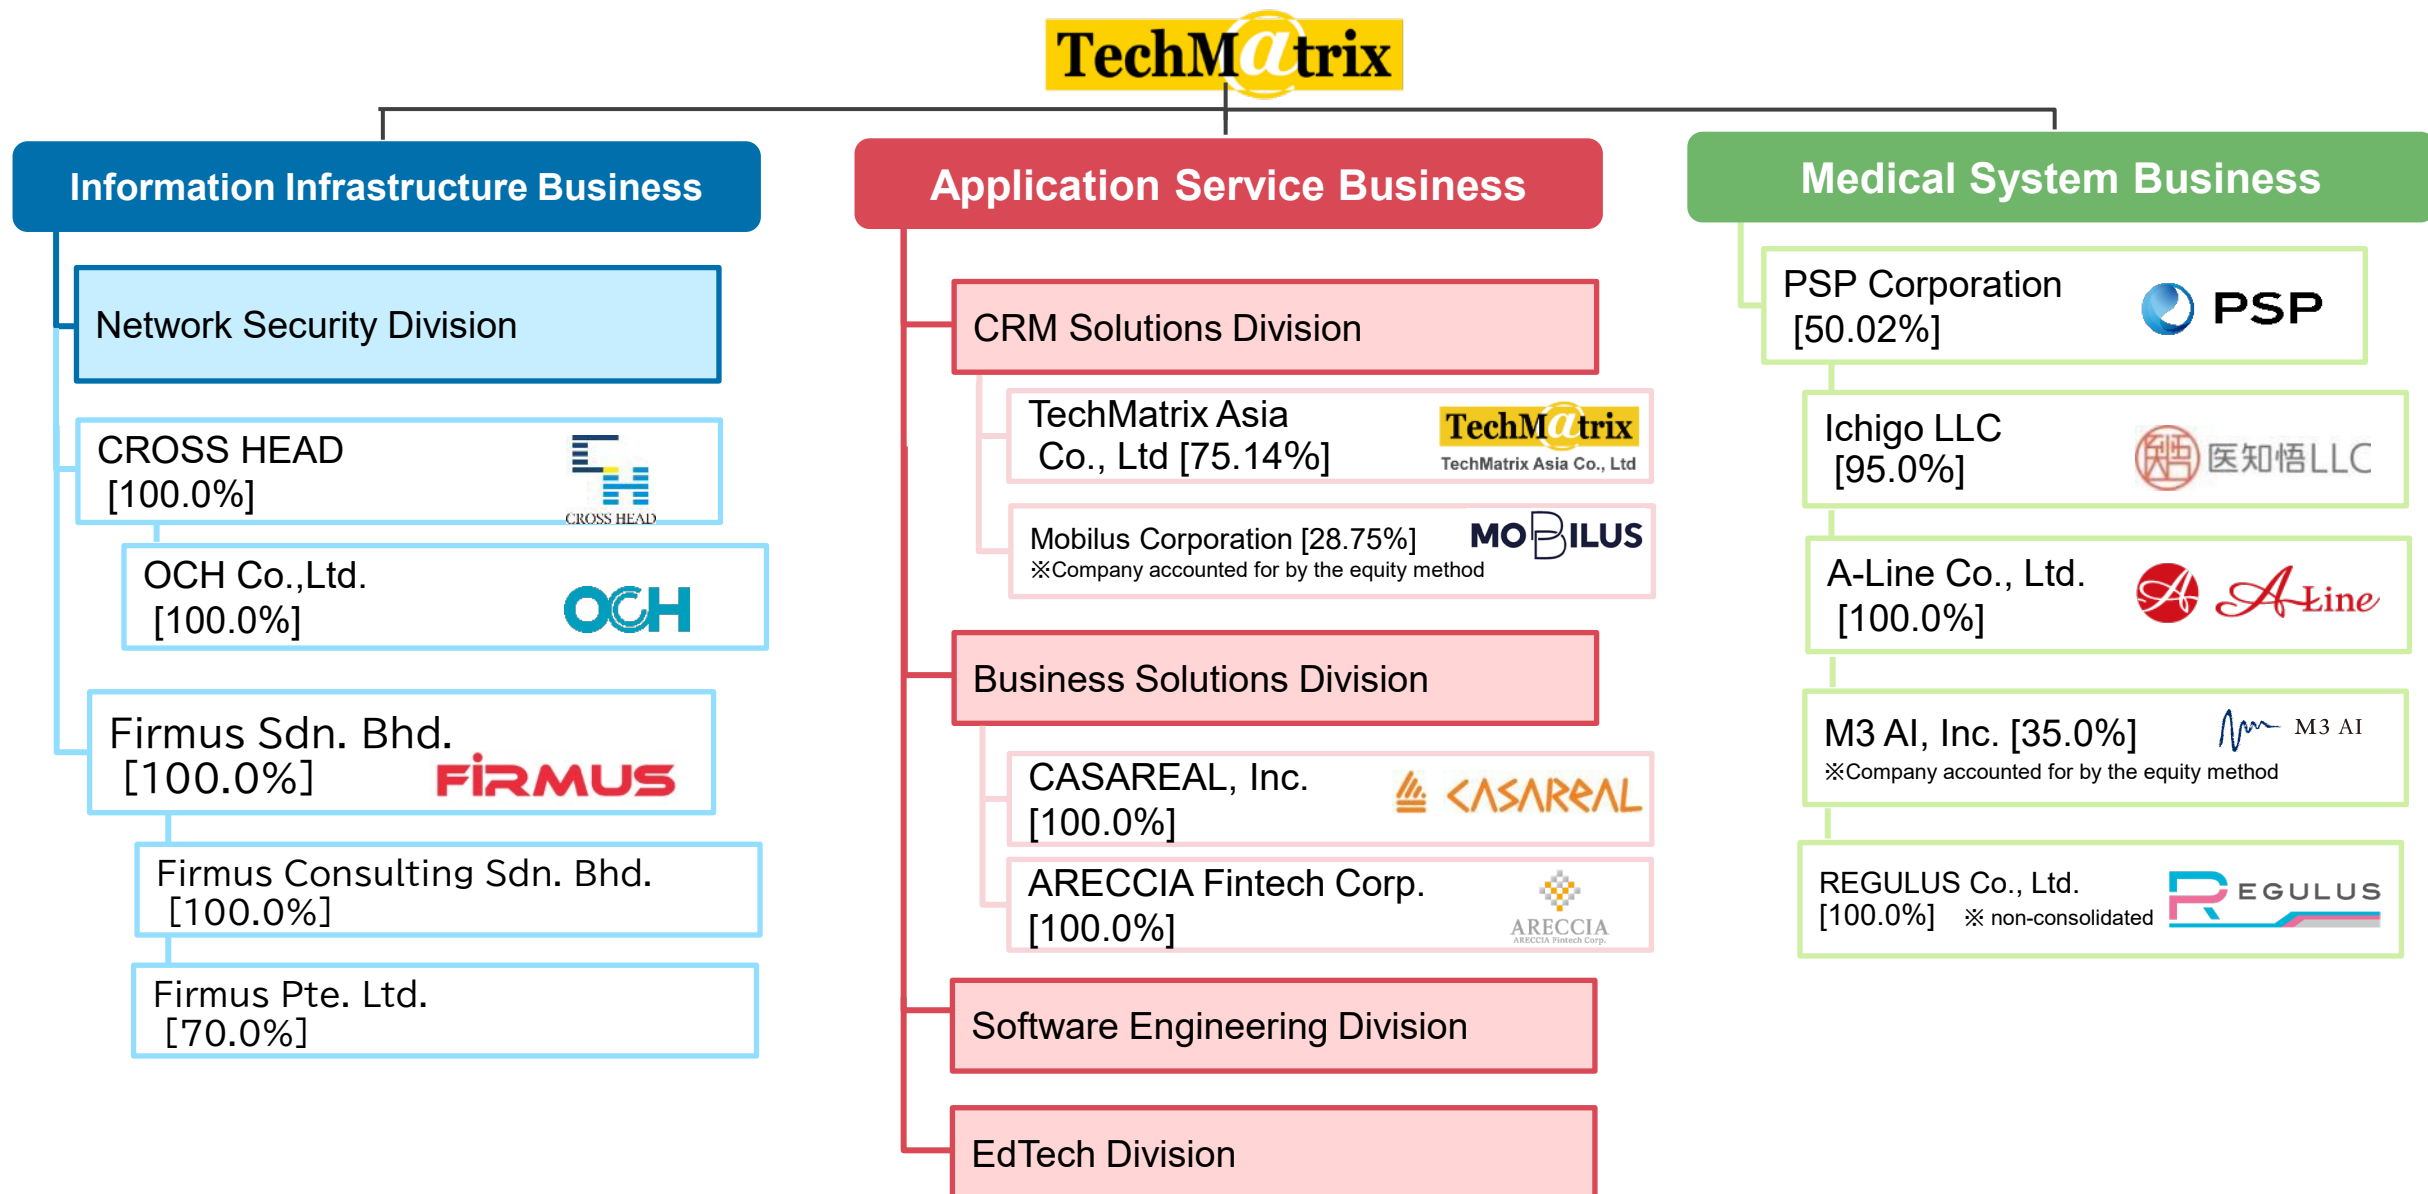 TechM@trix
Information Infrastructure Business
Network Security Division
CROSS HEAD
[100.0%]
CROSS HEAD
OCH Co.,Ltd.
[100.0%]
OCH
Firmus Sdn. Bhd.
[100.0%]
FIRMUS
Firmus Consulting Sdn. Bhd.
[100.0%]
Firmus Pte. Ltd.
[70.0%]
Application Service Business
CRM Solutions Division
TechMatrix Asia
Co., Ltd [75.14%]
TechM@trix
TechMatrix Asia Co., Ltd
Mobilus Corporation [28.75%]
※Company accounted for by the equity method
MOBILUS
Business Solutions Division
CASAREAL, Inc.
[100.0%]
CASAREAL
ARECCIA Fintech Corp.
[100.0%]
ARECCIA
ARECCIA Fintech Corp.
Software Engineering Division
EdTech Division
Medical System Business
PSP Corporation
[50.02%]
PSP
Ichigo LLC
[95.0%]
医知悟LLC
A-Line Co., Ltd.
[100.0%]
A A-Line
M3 AI, Inc. [35.0%]
※Company accounted for by the equity method
M3 AI
REGULUS Co., Ltd.
[100.0%] ※ non-consolidated
REGULUS